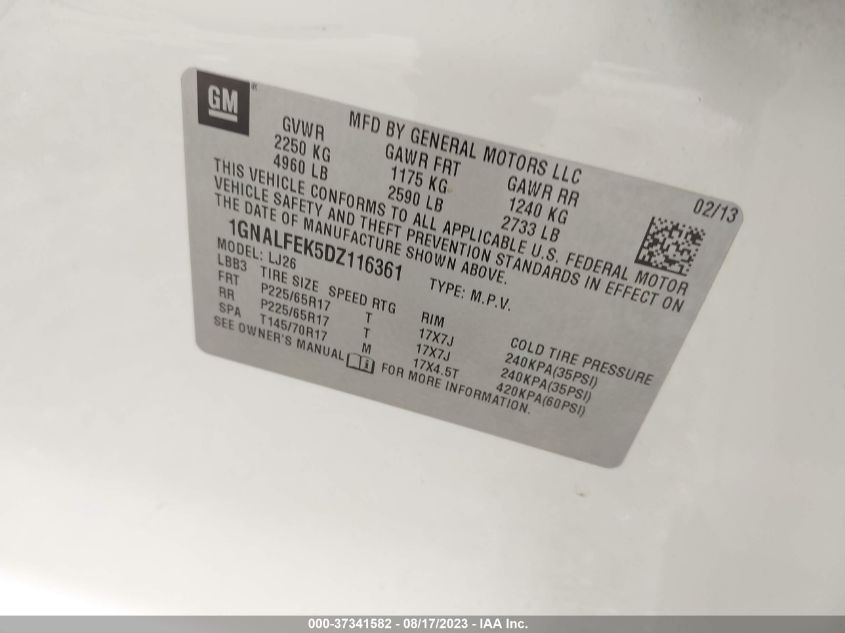 GM®
MFD BY GENERAL MOTORS LLC
02/13
GVWR GAWR FRT GAWR RR
2250 KG 1175 KG 1240 KG
4960 LB 2590 LB 2733 LB
THIS VEHICLE CONFORMS TO ALL APPLICABLE U.S. FEDERAL MOTOR
VEHICLE SAFETY AND THEFT PREVENTION STANDARDS IN EFFECT ON
THE DATE OF MANUFACTURE SHOWN ABOVE.
1GNALFEK5DZ116361 TYPE: M.P.V.
MODEL: LJ26
LBB3 TIRE SIZE SPEED RTG RIM COLD TIRE PRESSURE
FRT P225/65R17 T 17X7J 240KPA(35PSI)
RR P225/65R17 T 17X7J 240KPA(35PSI)
SPA T145/70R17 M 17X4.5T 420KPA(60PSI)
SEE OWNER'S MANUAL FOR MORE INFORMATION.
000-37341582 - 08/17/2023 - IAA Inc.